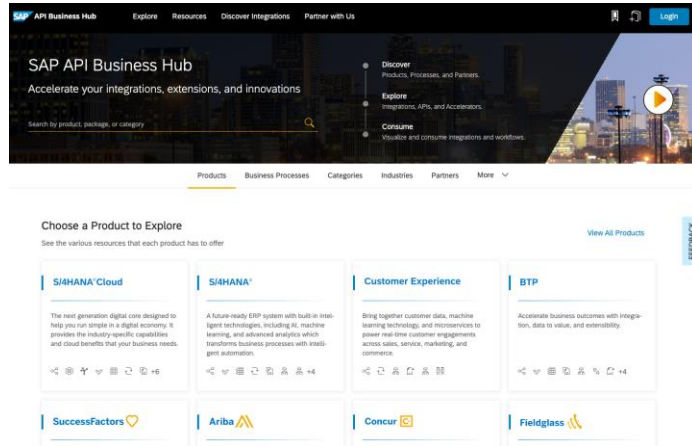 SAP API Business Hub Explore Resources Discover Integrations Partner with Us Login
SAP API Business Hub
Accelerate your integrations, extensions, and innovations
Search by product, package, or category
Discover
Products, Processes, and Partners.
Explore
Integrations, APIs, and Accelerators.
Consume
Visualize and consume integrations and workflows.
Products Business Processes Categories Industries Partners More
Choose a Product to Explore
See the various resources that each product has to offer
View All Products
FEEDBACK
S/4HANA®Cloud
The next generation digital core designed to
help you run simple in a digital economy. It
provides the industry-specific capabilities
and cloud benefits that your business needs.
+6
S/4HANA®
A future-ready ERP system with built-in intel-
ligent technologies, including AI, machine
learning, and advanced analytics which
transforms business processes with intelli-
gent automation.
+4
Customer Experience
Bring together customer data, machine
learning technology, and microservices to
power real-time customer engagements
across sales, service, marketing, and
commerce.
BTP
Accelerate business outcomes with integra-
tion, data to value, and extensibility.
+4
SuccessFactors
Ariba
Concur C
Fieldglass